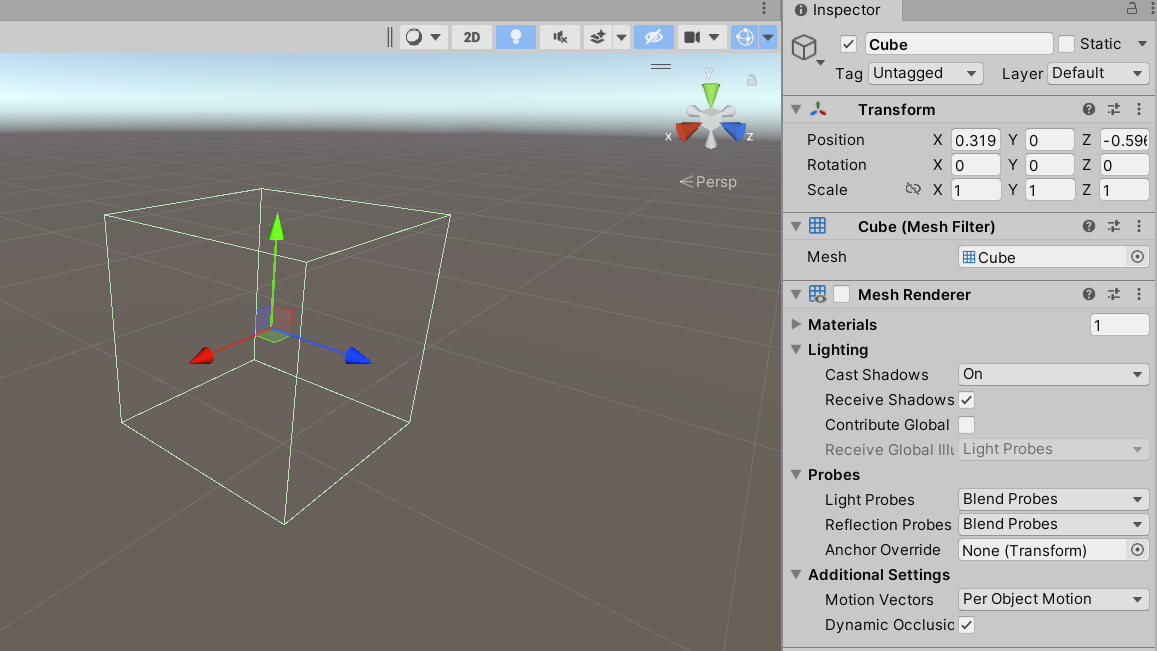 Inspector
2D
Cube
Static
Tag Untagged Layer Default
Transform
Position X 0.319 Y 0 Z -0.596
Rotation X 0 Y 0 Z 0
Scale X 1 Y 1 Z 1
Cube (Mesh Filter)
Mesh Cube
Mesh Renderer
Materials 1
Lighting
Cast Shadows On
Receive Shadows
Contribute Global
Receive Global Illu Light Probes
Probes
Light Probes Blend Probes
Reflection Probes Blend Probes
Anchor Override None (Transform)
Additional Settings
Motion Vectors Per Object Motion
Dynamic Occlusic
y
x
z
Persp